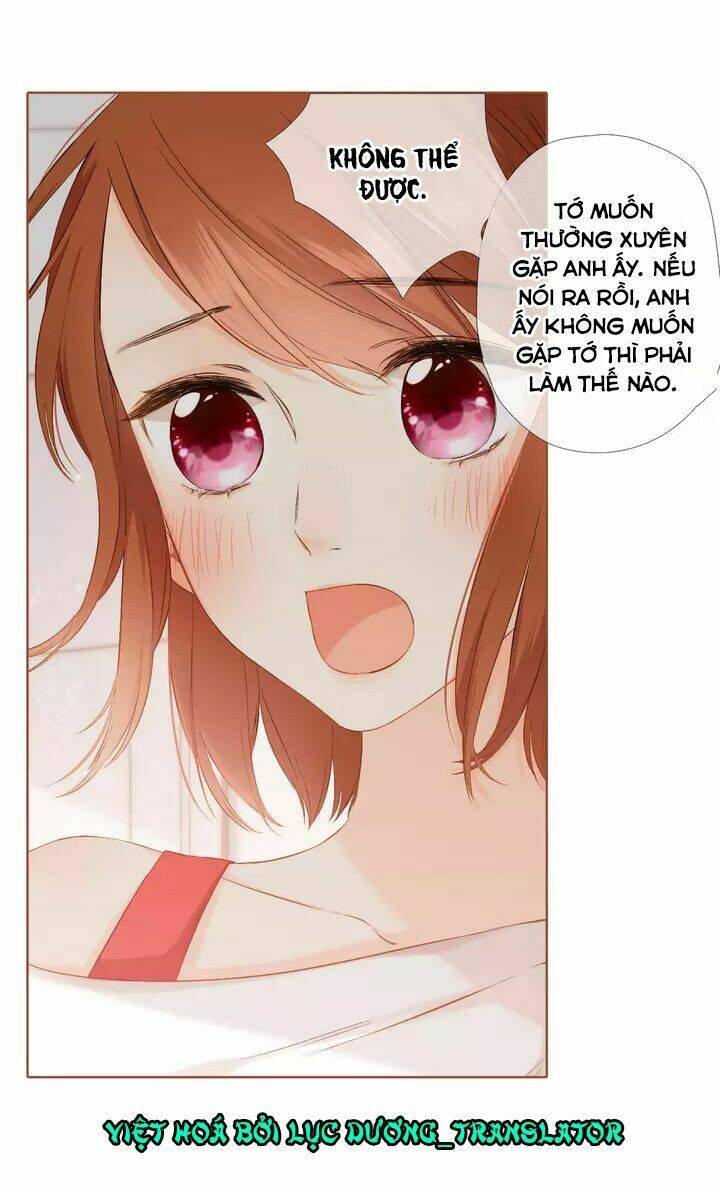 KHÔNG THỂ
ĐƯỢC.
TỚ MUỐN
THƯỜNG XUYÊN
GẶP ANH ẤY. NẾU
NÓI RA RỒI, ANH
ẤY KHÔNG MUỐN
GẶP TỚ THÌ PHẢI
LÀM THẾ NÀO.
VIỆT HOÁ BỞI LỤC DƯƠNG_TRANSLATOR